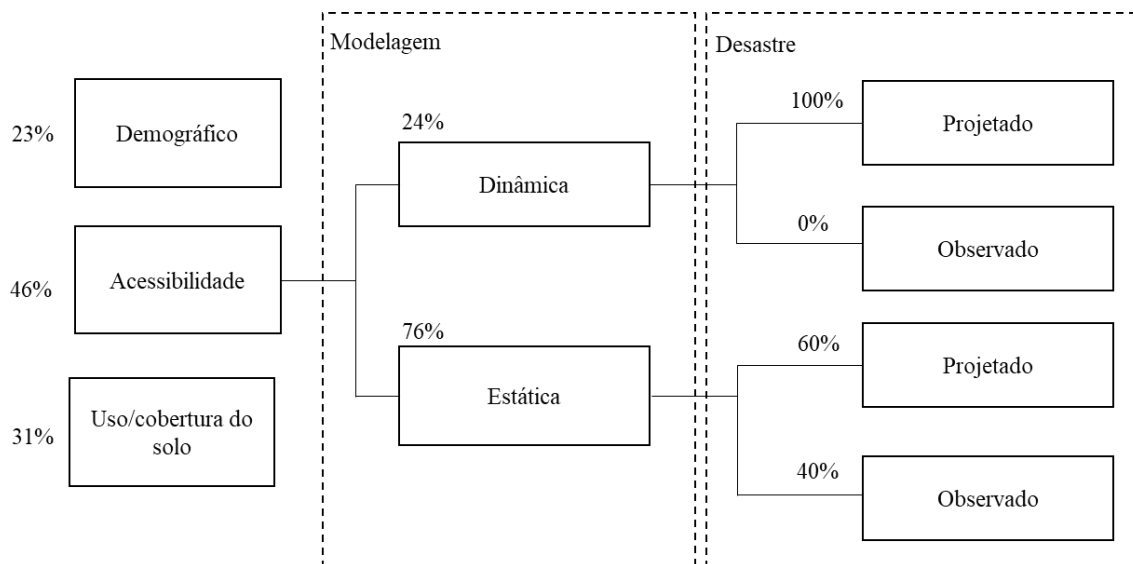 Modelagem
Desastre
23%
Demográfico
46%
Acessibilidade
31%
Uso/cobertura do
solo
24%
Dinâmica
76%
Estática
100%
Projetado
0%
Observado
60%
Projetado
40%
Observado